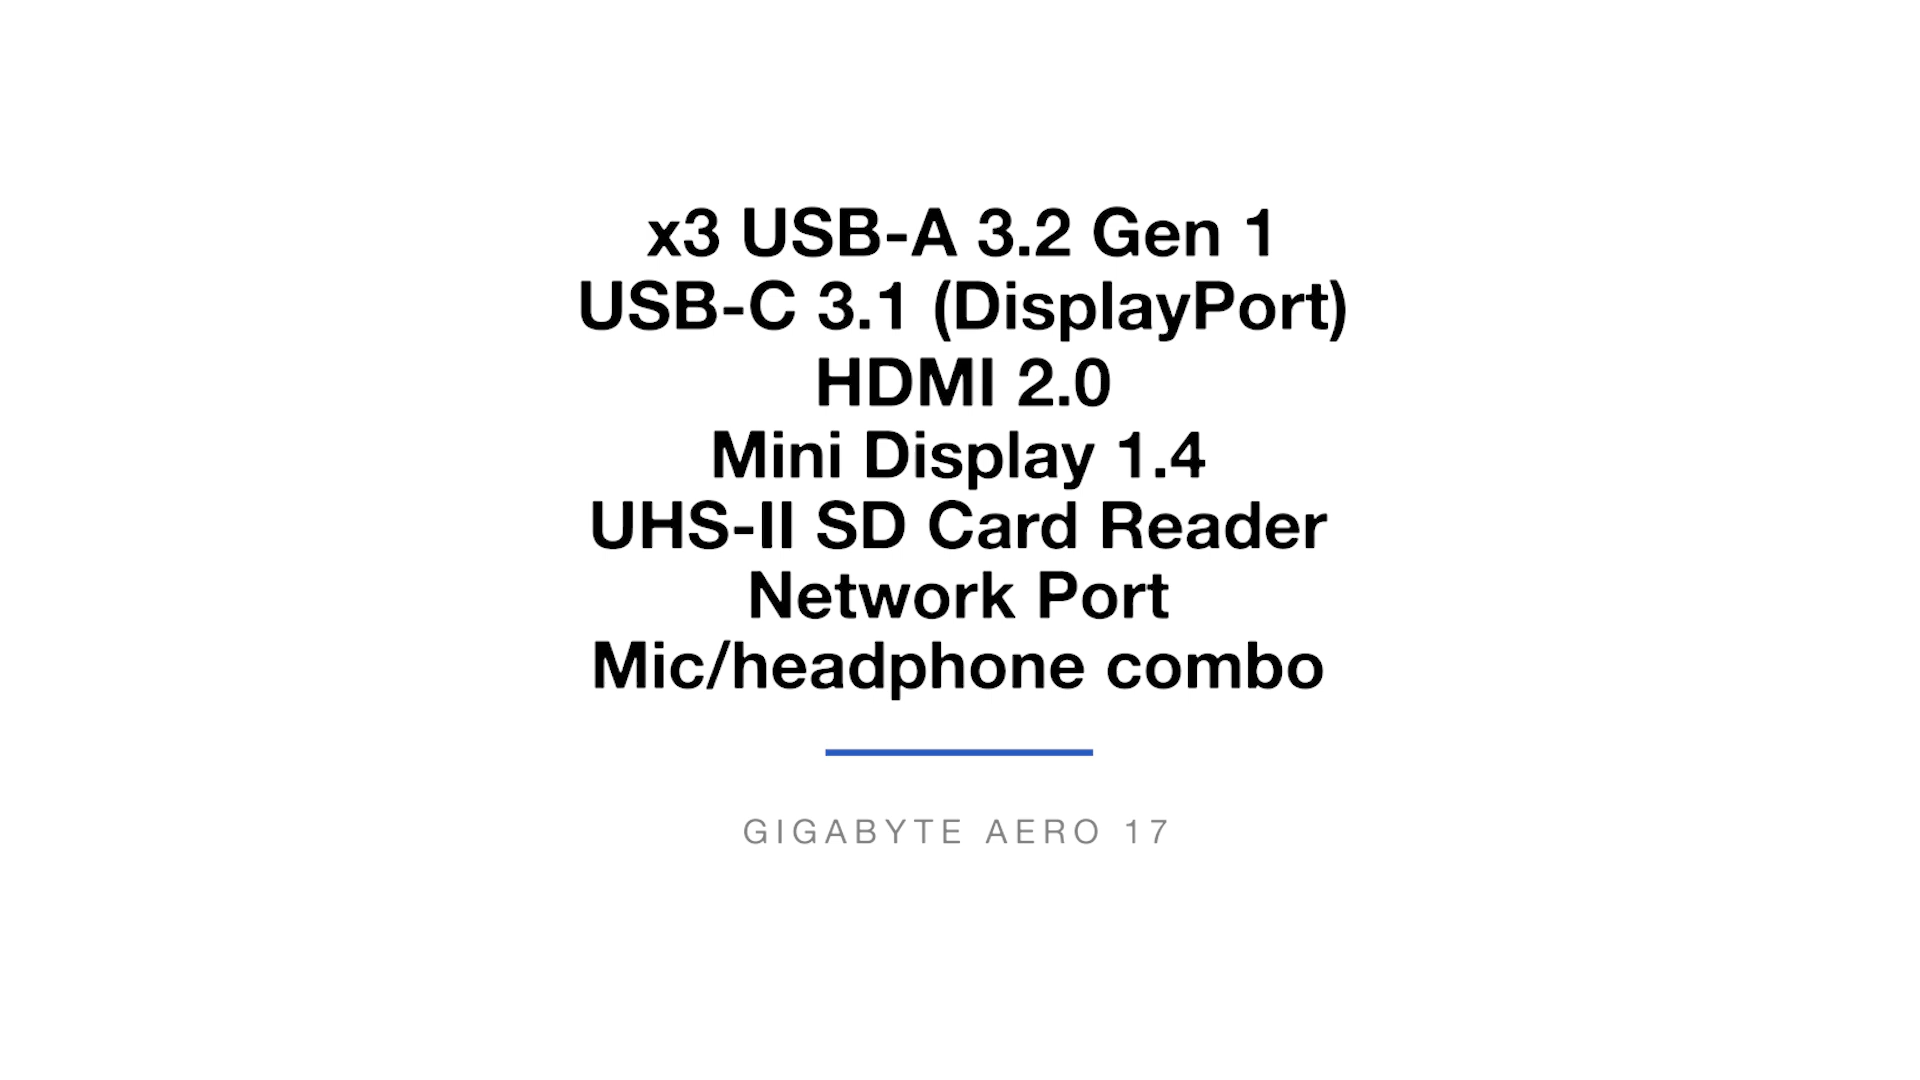 x3 USB-A 3.2 Gen 1
USB-C 3.1 (DisplayPort)
HDMI 2.0
Mini Display 1.4
UHS-II SD Card Reader
Network Port
Mic/headphone combo
GIGABYTE AERO 17